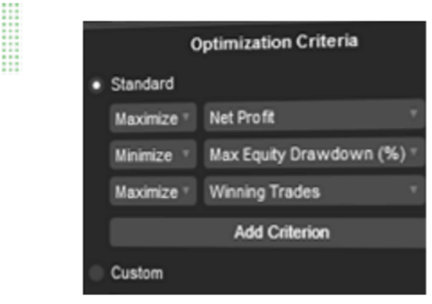 Optimization Criteria
Standard
Maximize Net Profit
Minimize Max Equity Drawdown (%)
Maximize Winning Trades
Add Criterion
Custom